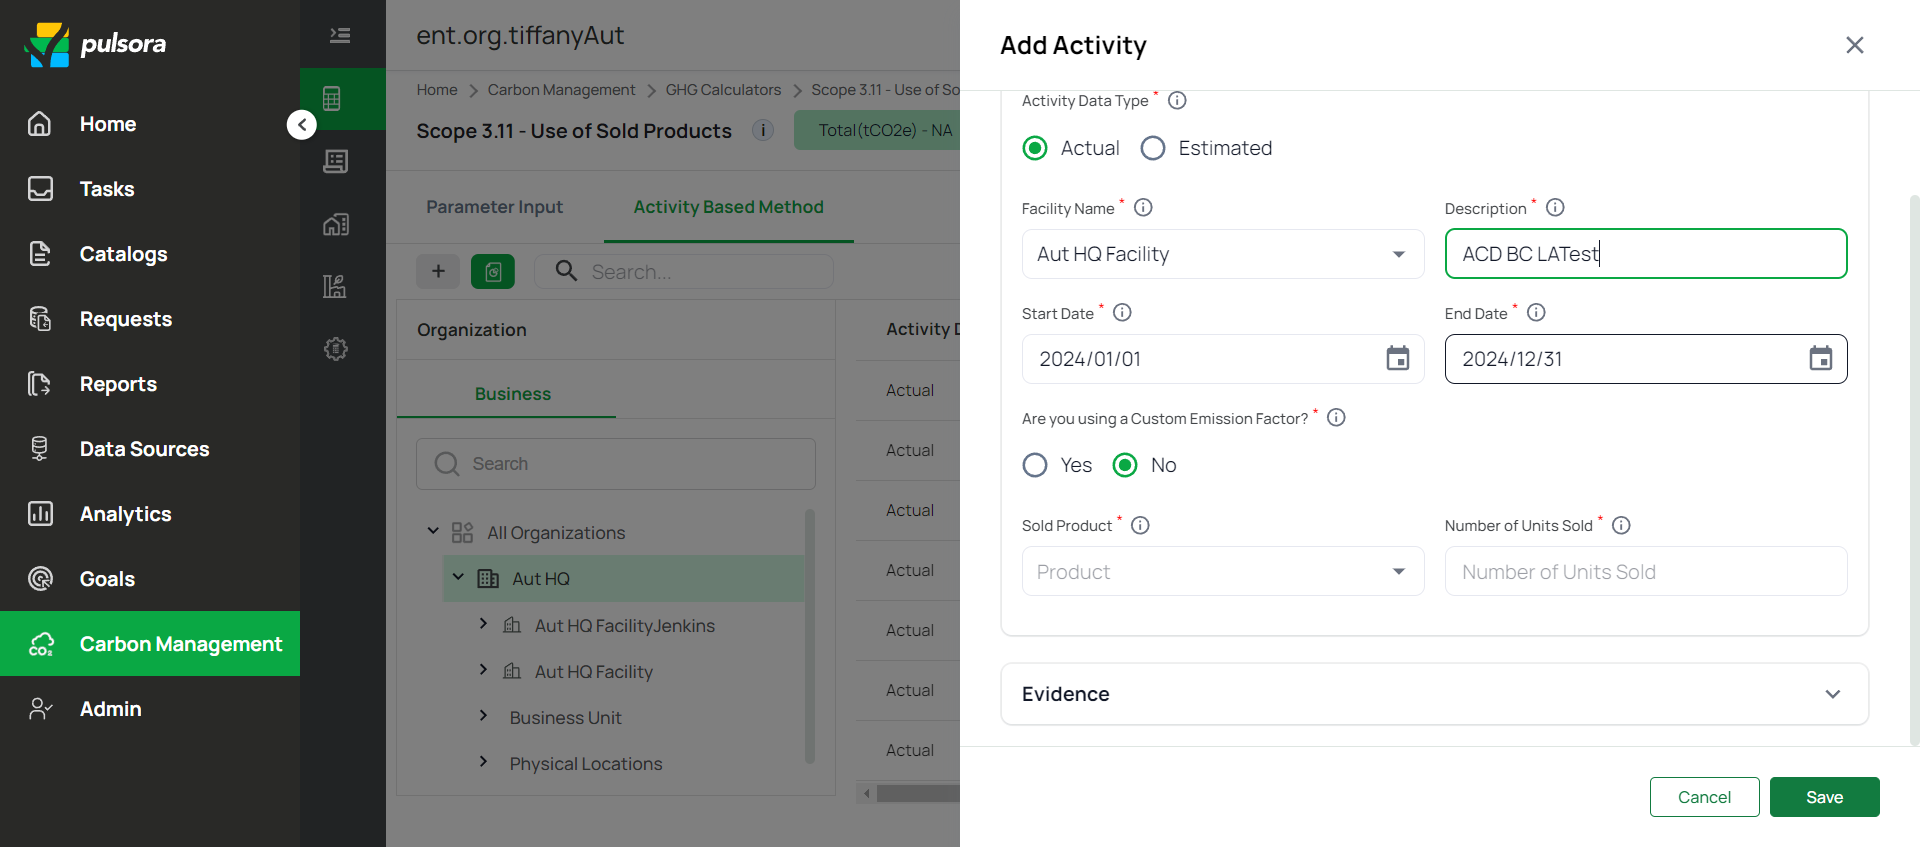 pulsora
Home
Tasks
Catalogs
Requests
Reports
Data Sources
Analytics
Goals
CO₂
Carbon Management
Admin
ent.org.tiffanyAut
Home > Carbon Management > GHG Calculators > Scope 3.11 - Use of So
Scope 3.11 - Use of Sold Products
Total(tCO2e) - NA
Parameter Input
Activity Based Method
+
Search...
Organization
Business
Search
All Organizations
Aut HQ
Aut HQ FacilityJenkins
Aut HQ Facility
Business Unit
Physical Locations
Activity D
Actual
Actual
Actual
Actual
Actual
Actual
Actual
Add Activity
Activity Data Type *
Actual
Estimated
Facility Name *
Aut HQ Facility
Description *
ACD BC LATest
Start Date *
2024/01/01
End Date *
2024/12/31
Are you using a Custom Emission Factor? *
Yes
No
Sold Product *
Product
Number of Units Sold *
Number of Units Sold
Evidence
Cancel
Save